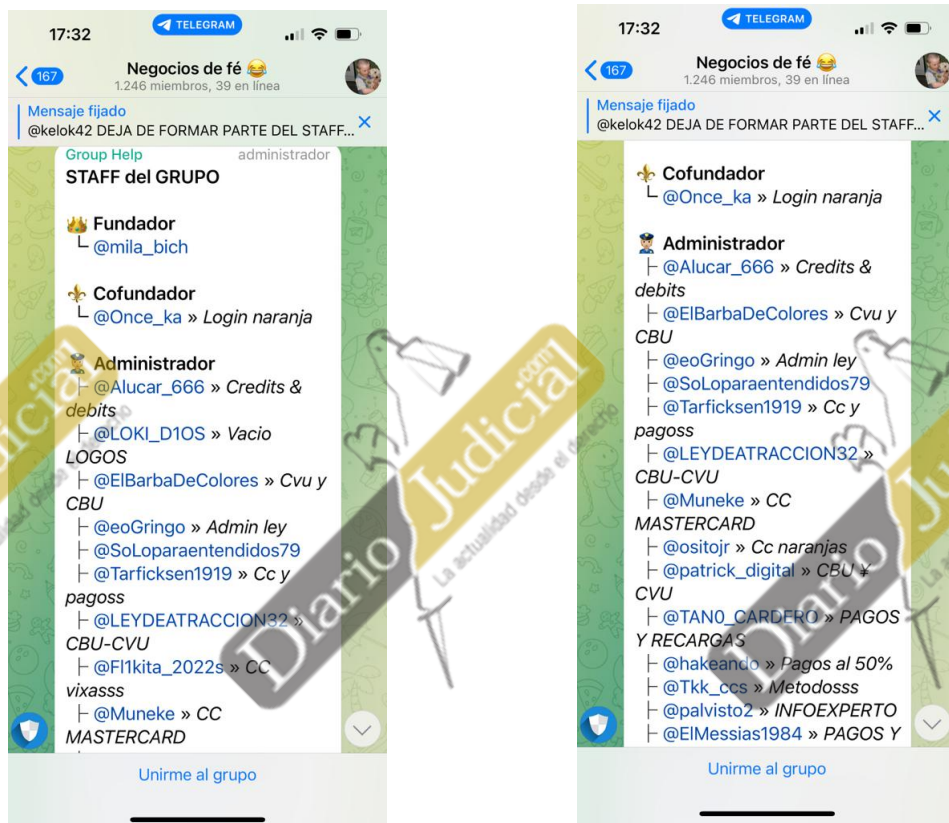 17:32
TELEGRAM
167
Negocios de fé 😂
1.246 miembros, 39 en línea
Mensaje fijado
@kelok42 DEJA DE FORMAR PARTE DEL STAFF...
Group Help administrador
STAFF del GRUPO
👑 Fundador
└ @mila_bich
⚜️ Cofundador
└ @Once_ka » Login naranja
👮🏼 Administrador
├ @Alucar_666 » Credits &
debits
├ @LOKI_D1OS » Vacio
LOGOS
├ @ElBarbaDeColores » Cvu y
CBU
├ @eoGringo » Admin ley
├ @SoLoparaentendidos79
├ @Tarficksen1919 » Cc y
pagoss
├ @LEYDEATRACCION32 »
CBU-CVU
├ @Fl1kita_2022s » CC
vixasss
├ @Muneke » CC
MASTERCARD
Unirme al grupo
17:32
TELEGRAM
167
Negocios de fé 😂
1.246 miembros, 39 en línea
Mensaje fijado
@kelok42 DEJA DE FORMAR PARTE DEL STAFF...
⚜️ Cofundador
└ @Once_ka » Login naranja
👮🏼 Administrador
├ @Alucar_666 » Credits &
debits
├ @ElBarbaDeColores » Cvu y
CBU
├ @eoGringo » Admin ley
├ @SoLoparaentendidos79
├ @Tarficksen1919 » Cc y
pagoss
├ @LEYDEATRACCION32 »
CBU-CVU
├ @Muneke » CC
MASTERCARD
├ @ositojr » Cc naranjas
├ @patrick_digital » CBU ¥
CVU
├ @TAN0_CARDERO » PAGOS
Y RECARGAS
├ @hakeando » Pagos al 50%
├ @Tkk_ccs » Metodosss
├ @palvisto2 » INFOEXPERTO
├ @ElMessias1984 » PAGOS Y
Unirme al grupo
Diario Judicial .com
La actualidad desde el derecho